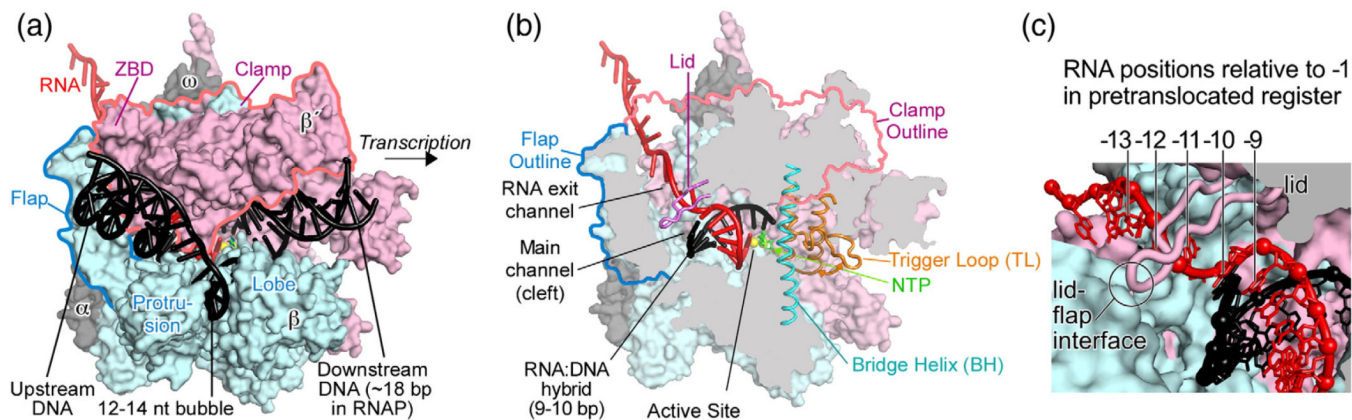 (a)
ZBD
RNA
ω
Clamp
β´
Transcription
Flap
Protru-
sion
Lobe
α
β
Upstream
DNA
12-14 nt bubble
Downstream
DNA (~18 bp
in RNAP)
(b)
Lid
Clamp
Outline
Flap
Outline
RNA exit
channel
Main
channel
(cleft)
Trigger Loop (TL)
NTP
Bridge Helix (BH)
RNA:DNA
hybrid
(9-10 bp)
Active Site
(c)
RNA positions relative to -1
in pretranslocated register
-13 -12 -11 -10 -9
lid
lid-
flap
interface